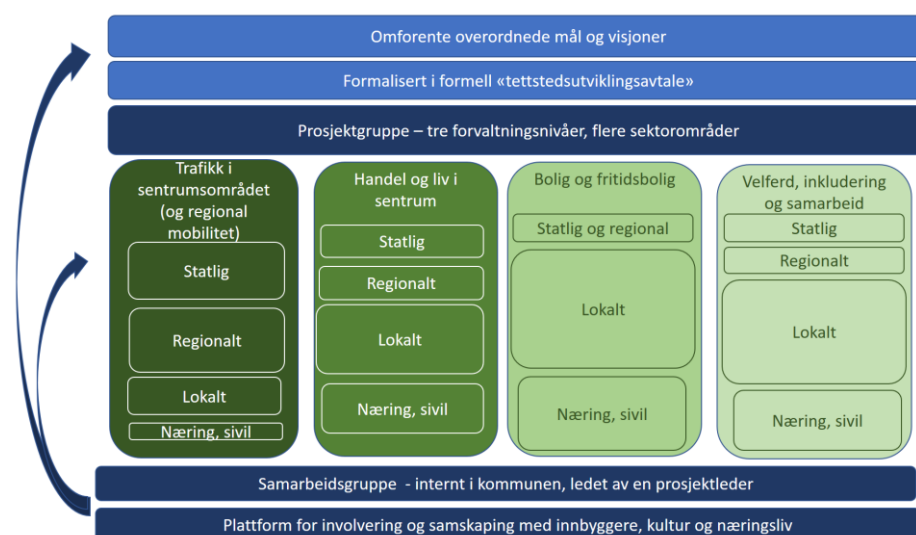 Omforente overordnede mål og visjoner
Formalisert i formell «tettstedsutviklingsavtale»
Prosjektgruppe – tre forvaltningsnivåer, flere sektorområder
Trafikk i
sentrumsområdet
(og regional
mobilitet)
Statlig
Regionalt
Lokalt
Næring, sivil
Handel og liv i
sentrum
Statlig
Regionalt
Lokalt
Næring, sivil
Bolig og fritidsbolig
Statlig og regional
Lokalt
Næring, sivil
Velferd, inkludering
og samarbeid
Statlig
Regionalt
Lokalt
Næring, sivil
Samarbeidsgruppe - internt i kommunen, ledet av en prosjektleder
Plattform for involvering og samskaping med innbyggere, kultur og næringsliv